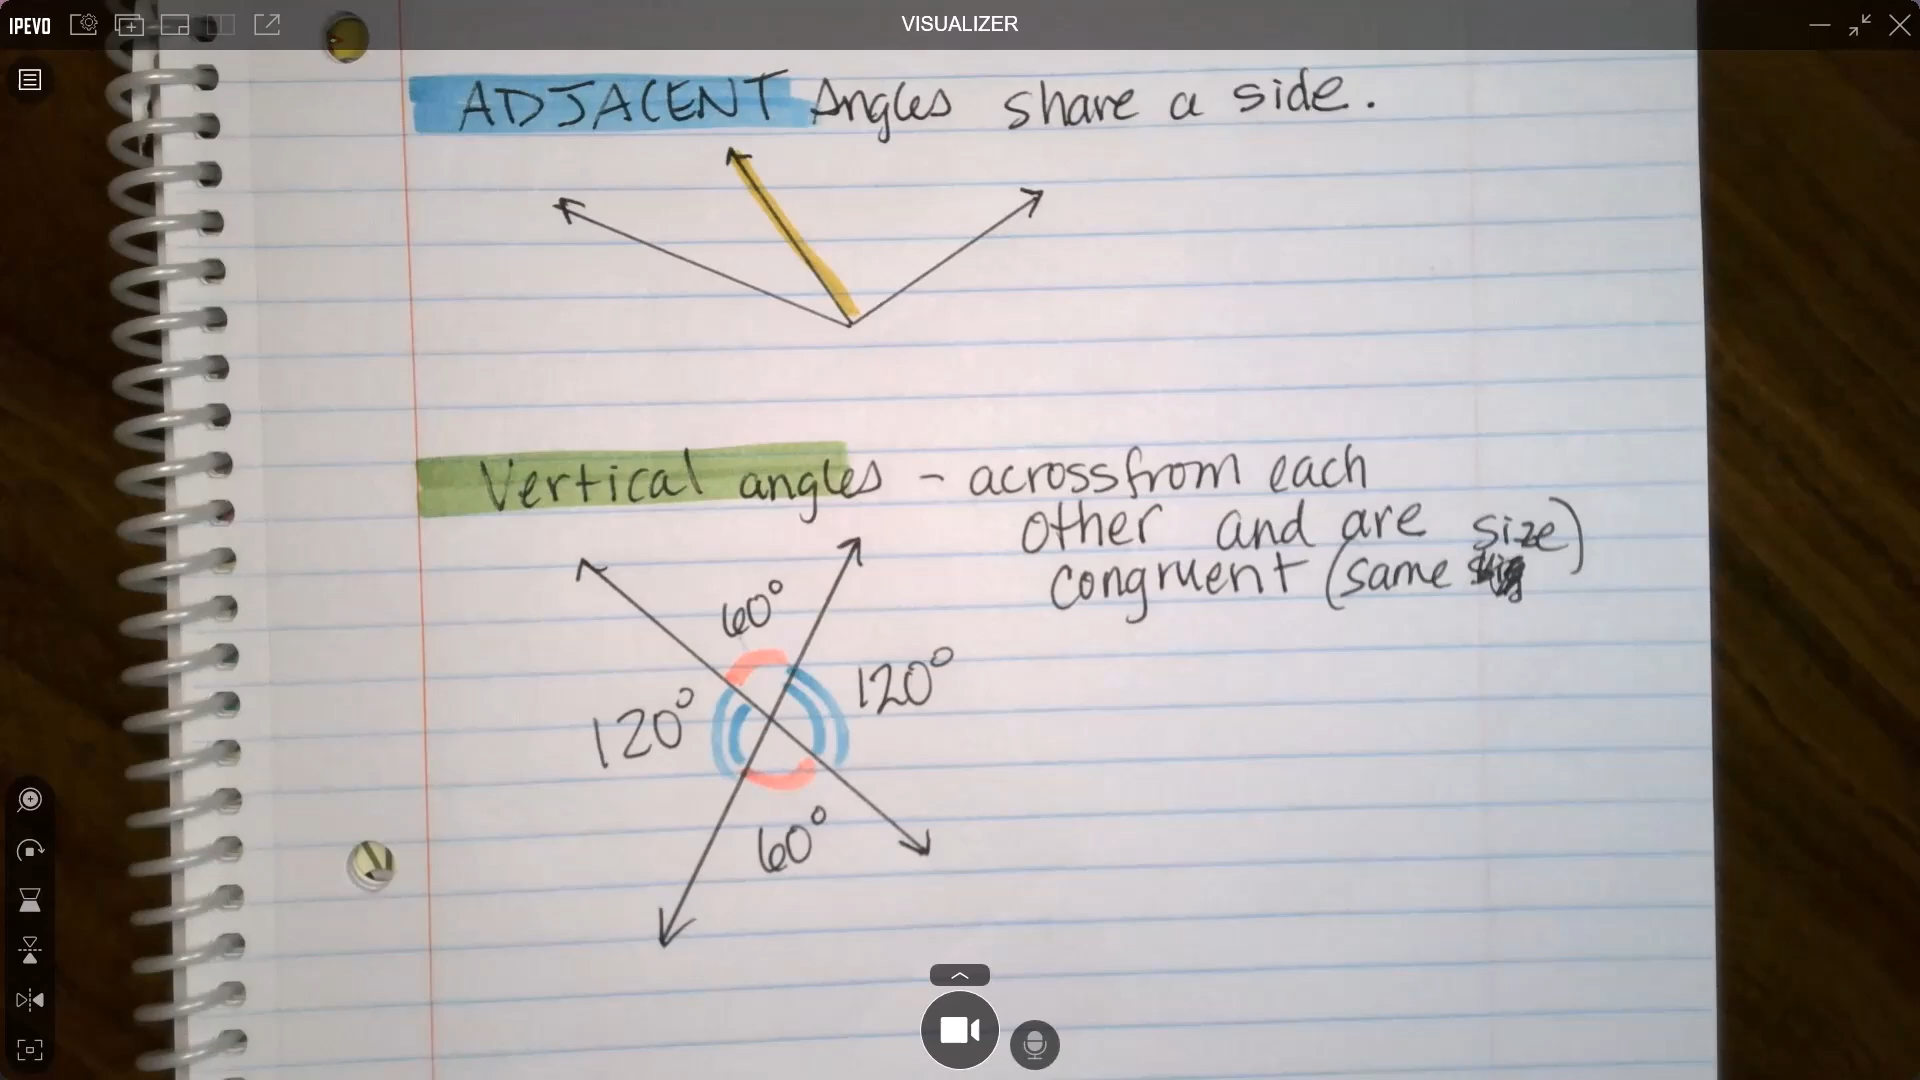 IPEVO
VISUALIZER
ADJACENT Angles share a side.
Vertical angles - across from each
other and are size)
congruent (same
60°
120°
120°
60°